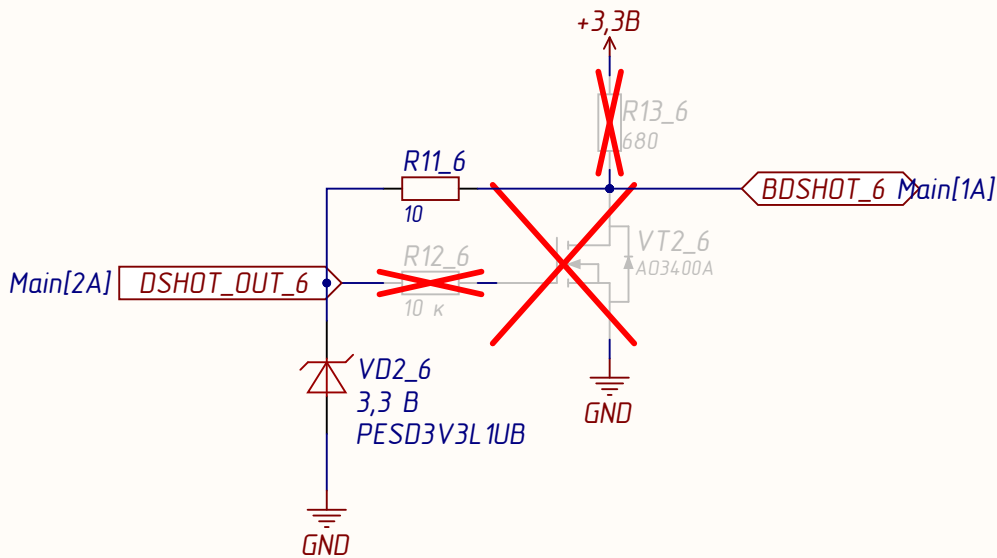 +3,3В
R13_6
680
R11_6
10
BDSHOT_6 Main[1A]
R12_6
10 к
VT2_6
AO3400A
Main[2A] DSHOT_OUT_6
VD2_6
3,3 В
PESD3V3L1UB
GND
GND